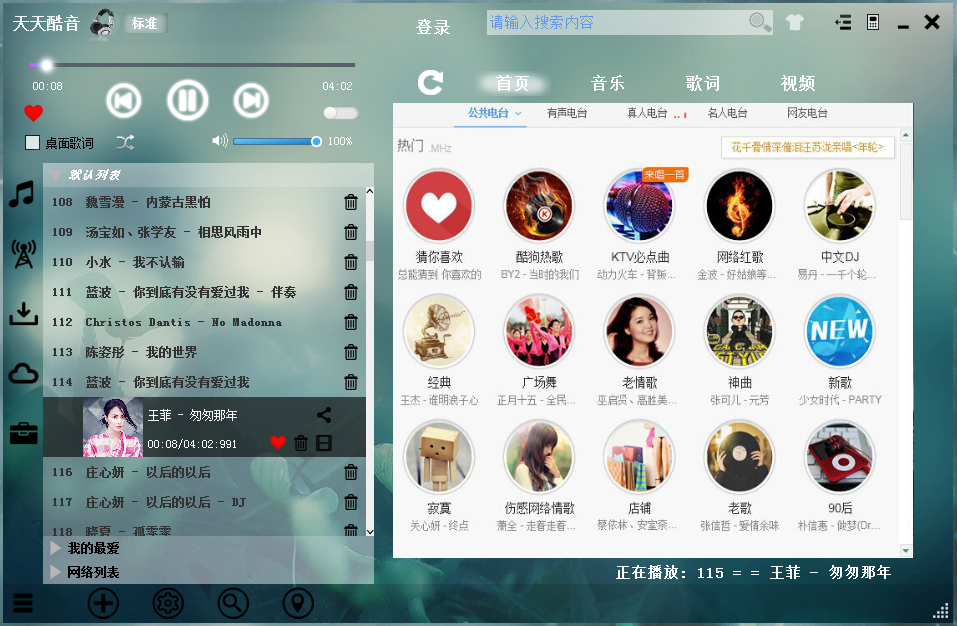 天天酷音 标准
登录
请输入搜索内容
00:08 04:02
桌面歌词
100%
默认列表
108 魏雪漫 - 内蒙古黑怕
109 汤宝如、张学友 - 相思风雨中
110 小水 - 我不认输
111 蓝波 - 你到底有没有爱过我 - 伴奏
112 Christos Dantis - No Madonna
113 陈姿彤 - 我的世界
114 蓝波 - 你到底有没有爱过我
王菲 - 匆匆那年
00:08/04:02:991
116 庄心妍 - 以后的以后
117 庄心妍 - 以后的以后 - DJ
118 晓夏 - 孤零零
我的最爱
网络列表
首页 音乐 歌词 视频
公共电台 有声电台 真人电台 名人电台 网友电台
热门 .MHz
花千骨情深催泪汪苏泷亲唱<年轮>
来唱一首
K
猜你喜欢 酷狗热歌 KTV必点曲 网络红歌 中文DJ
总能猜到 你喜欢的 BY2 - 当时的我们 动力火车 - 背叛... 金波 - 好姑娘等... 易丹 - 一千个轮...
NEW
经典 广场舞 老情歌 神曲 新歌
王杰 - 谁明浪子心 正月十五 - 全民... 巫启贤、高胜美... 张可儿 - 元芳 少女时代 - PARTY
寂寞 伤感网络情歌 店铺 老歌 90后
关心妍 - 终点 萧全 - 走着走着... 蔡依林、安室奈... 张信哲 - 爱情余味 朴信惠 - 做梦(Dr...
正在播放: 115 = = 王菲 - 匆匆那年